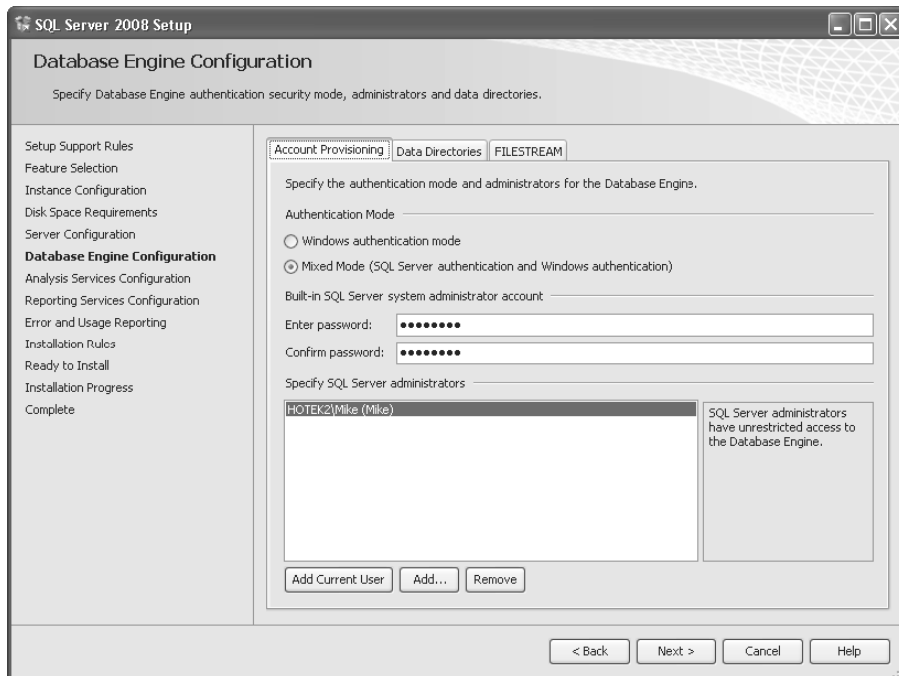 SQL Server 2008 Setup
Database Engine Configuration
Specify Database Engine authentication security mode, administrators and data directories.
Setup Support Rules
Feature Selection
Instance Configuration
Disk Space Requirements
Server Configuration
Database Engine Configuration
Analysis Services Configuration
Reporting Services Configuration
Error and Usage Reporting
Installation Rules
Ready to Install
Installation Progress
Complete
Account Provisioning Data Directories FILESTREAM
Specify the authentication mode and administrators for the Database Engine.
Authentication Mode
Windows authentication mode
Mixed Mode (SQL Server authentication and Windows authentication)
Built-in SQL Server system administrator account
Enter password: ●●●●●●●●
Confirm password: ●●●●●●●●
Specify SQL Server administrators
HOTEK2\Mike (Mike)
SQL Server administrators
have unrestricted access to
the Database Engine.
Add Current User Add... Remove
< Back Next > Cancel Help